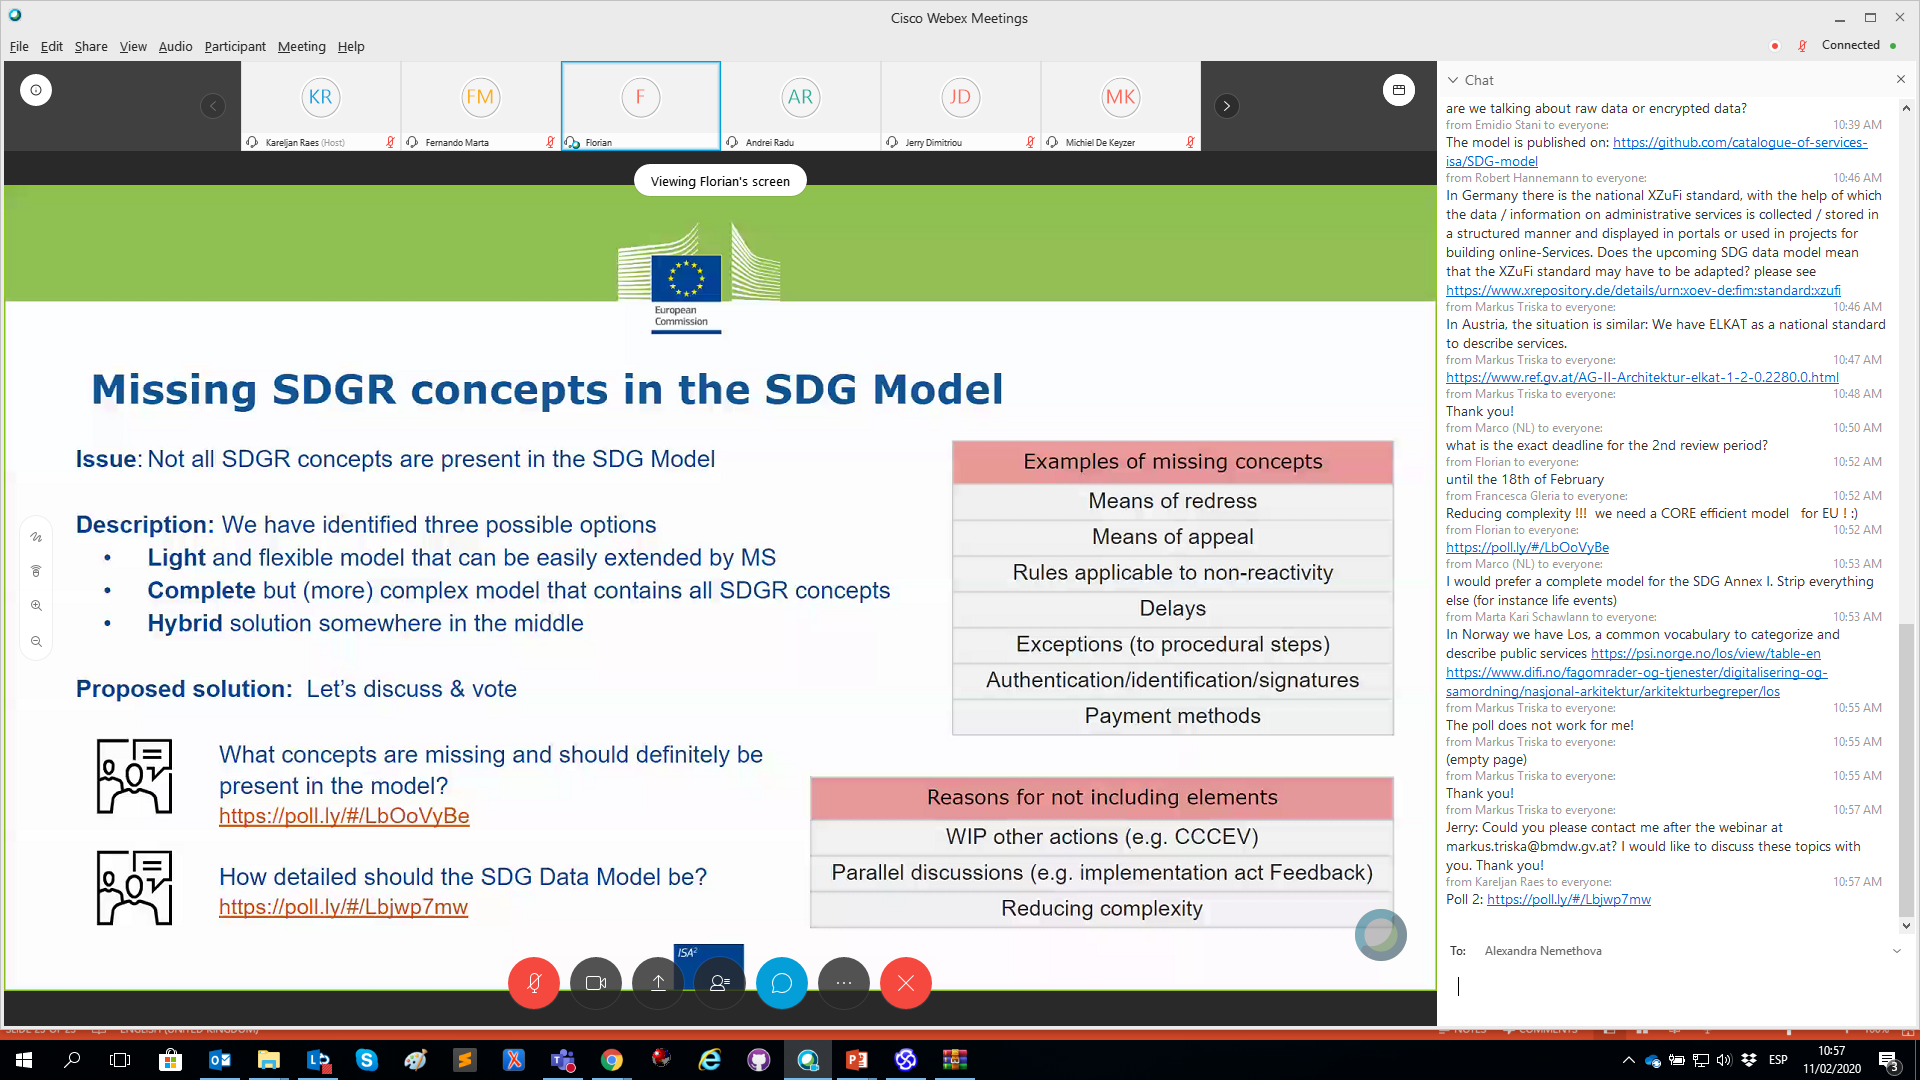 Cisco Webex Meetings
File Edit Share View Audio Participant Meeting Help
Connected
KR
FM
F
AR
JD
MK
Kareljan Raes (Host)
Fernando Marta
Florian
Andrei Radu
Jerry Dimitriou
Michiel De Keyzer
Viewing Florian's screen
European
Commission
Missing SDGR concepts in the SDG Model
Issue: Not all SDGR concepts are present in the SDG Model
Description: We have identified three possible options
• Light and flexible model that can be easily extended by MS
• Complete but (more) complex model that contains all SDGR concepts
• Hybrid solution somewhere in the middle
Proposed solution: Let's discuss & vote
What concepts are missing and should definitely be
present in the model?
https://poll.ly/#/LbOoVyBe
How detailed should the SDG Data Model be?
https://poll.ly/#/Lbjwp7mw
Examples of missing concepts
Means of redress
Means of appeal
Rules applicable to non-reactivity
Delays
Exceptions (to procedural steps)
Authentication/identification/signatures
Payment methods
Reasons for not including elements
WIP other actions (e.g. CCCEV)
Parallel discussions (e.g. implementation act Feedback)
Reducing complexity
ISA²
Chat
are we talking about raw data or encrypted data?
from Emidio Stani to everyone: 10:39 AM
The model is published on: https://github.com/catalogue-of-services-
isa/SDG-model
from Robert Hannemann to everyone: 10:46 AM
In Germany there is the national XZuFi standard, with the help of which
the data / information on administrative services is collected / stored in
a structured manner and displayed in portals or used in projects for
building online-Services. Does the upcoming SDG data model mean
that the XZuFi standard may have to be adapted? please see
https://www.xrepository.de/details/urn:xoev-de:fim:standard:xzufi
from Markus Triska to everyone: 10:46 AM
In Austria, the situation is similar: We have ELKAT as a national standard
to describe services.
from Markus Triska to everyone: 10:47 AM
https://www.ref.gv.at/AG-II-Architektur-elkat-1-2-0.2280.0.html
from Markus Triska to everyone: 10:48 AM
Thank you!
from Marco (NL) to everyone: 10:50 AM
what is the exact deadline for the 2nd review period?
from Florian to everyone: 10:52 AM
until the 18th of February
from Francesca Gleria to everyone: 10:52 AM
Reducing complexity !!! we need a CORE efficient model for EU ! :)
from Florian to everyone: 10:52 AM
https://poll.ly/#/LbOoVyBe
from Marco (NL) to everyone: 10:53 AM
I would prefer a complete model for the SDG Annex I. Strip everything
else (for instance life events)
from Marta Kari Schawlann to everyone: 10:53 AM
In Norway we have Los, a common vocabulary to categorize and
describe public services https://psi.norge.no/los/view/table-en
https://www.difi.no/fagomrader-og-tjenester/digitalisering-og-
samordning/nasjonal-arkitektur/arkitekturbegreper/los
from Markus Triska to everyone: 10:55 AM
The poll does not work for me!
from Markus Triska to everyone: 10:55 AM
(empty page)
from Markus Triska to everyone: 10:55 AM
Thank you!
from Markus Triska to everyone: 10:57 AM
Jerry: Could you please contact me after the webinar at
markus.triska@bmdw.gv.at? I would like to discuss these topics with
you. Thank you!
from Kareljan Raes to everyone: 10:57 AM
Poll 2: https://poll.ly/#/Lbjwp7mw
To: Alexandra Nemethova
ESP
10:57
11/02/2020
3